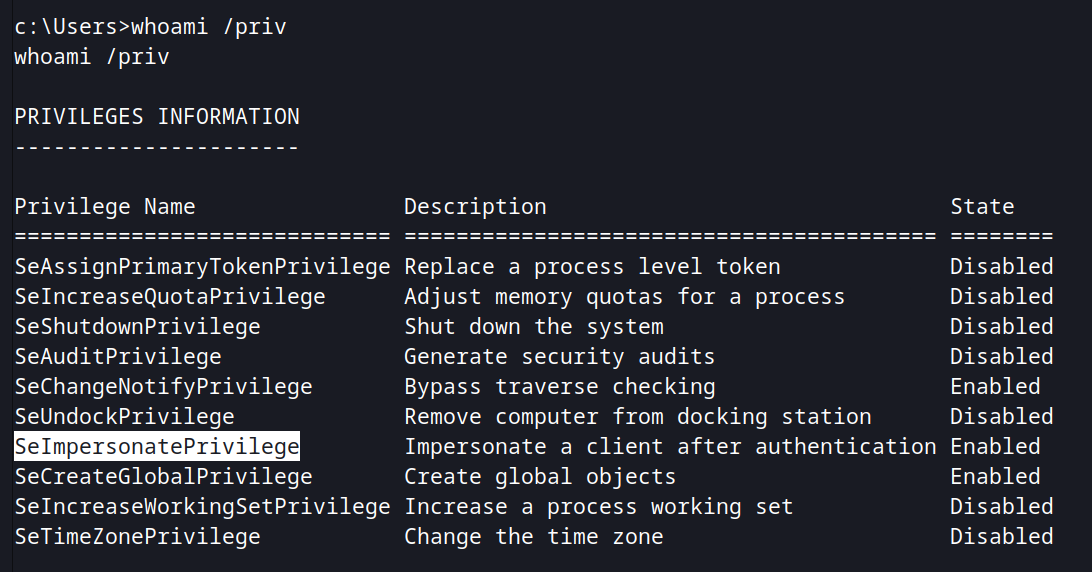 c:\Users>whoami /priv
whoami /priv
PRIVILEGES INFORMATION
----------------------
Privilege Name                Description                               State
============================= ========================================= ========
SeAssignPrimaryTokenPrivilege Replace a process level token             Disabled
SeIncreaseQuotaPrivilege      Adjust memory quotas for a process        Disabled
SeShutdownPrivilege           Shut down the system                      Disabled
SeAuditPrivilege              Generate security audits                  Disabled
SeChangeNotifyPrivilege       Bypass traverse checking                  Enabled
SeUndockPrivilege             Remove computer from docking station      Disabled
SeImpersonatePrivilege        Impersonate a client after authentication Enabled
SeCreateGlobalPrivilege       Create global objects                     Enabled
SeIncreaseWorkingSetPrivilege Increase a process working set            Disabled
SeTimeZonePrivilege           Change the time zone                      Disabled